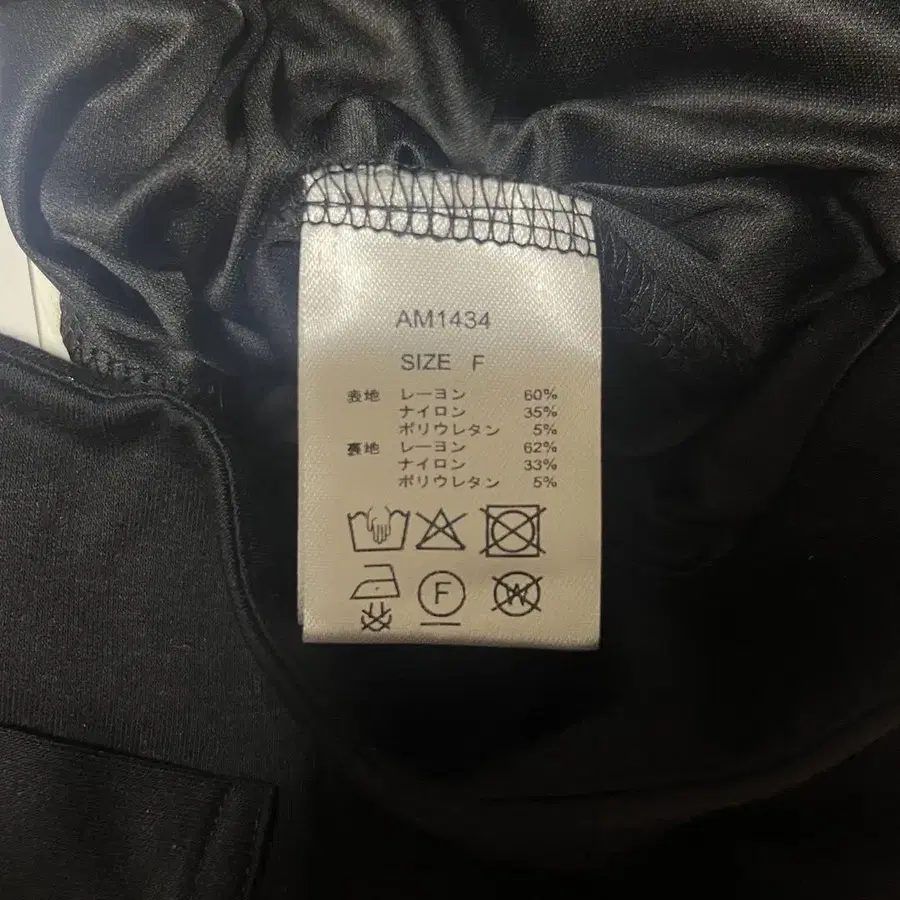 AM1434
SIZE F
表地 レーヨン 60%
ナイロン 35%
ポリウレタン 5%
裏地 レーヨン 62%
ナイロン 33%
ポリウレタン 5%
F W